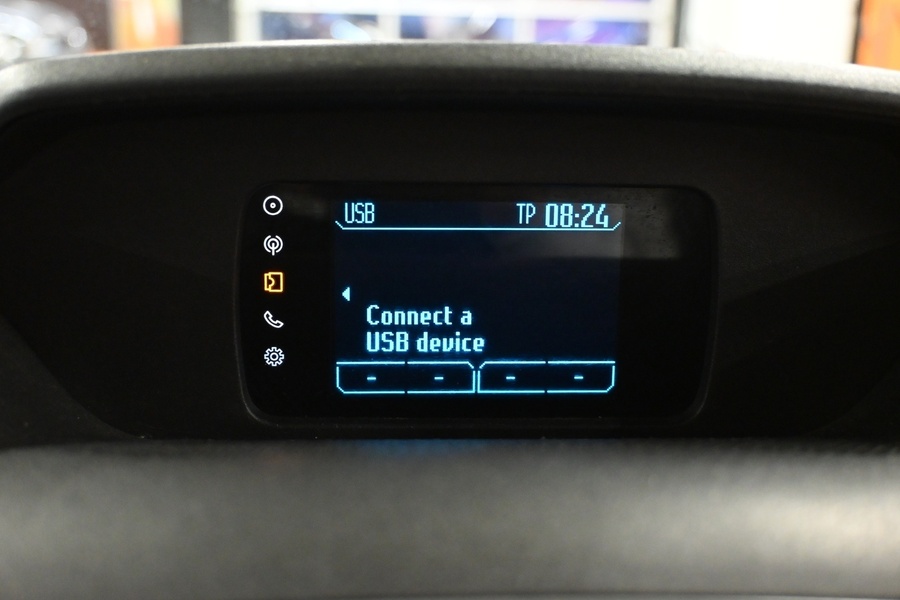 USB TP 08:24
Connect a
USB device
- - - -